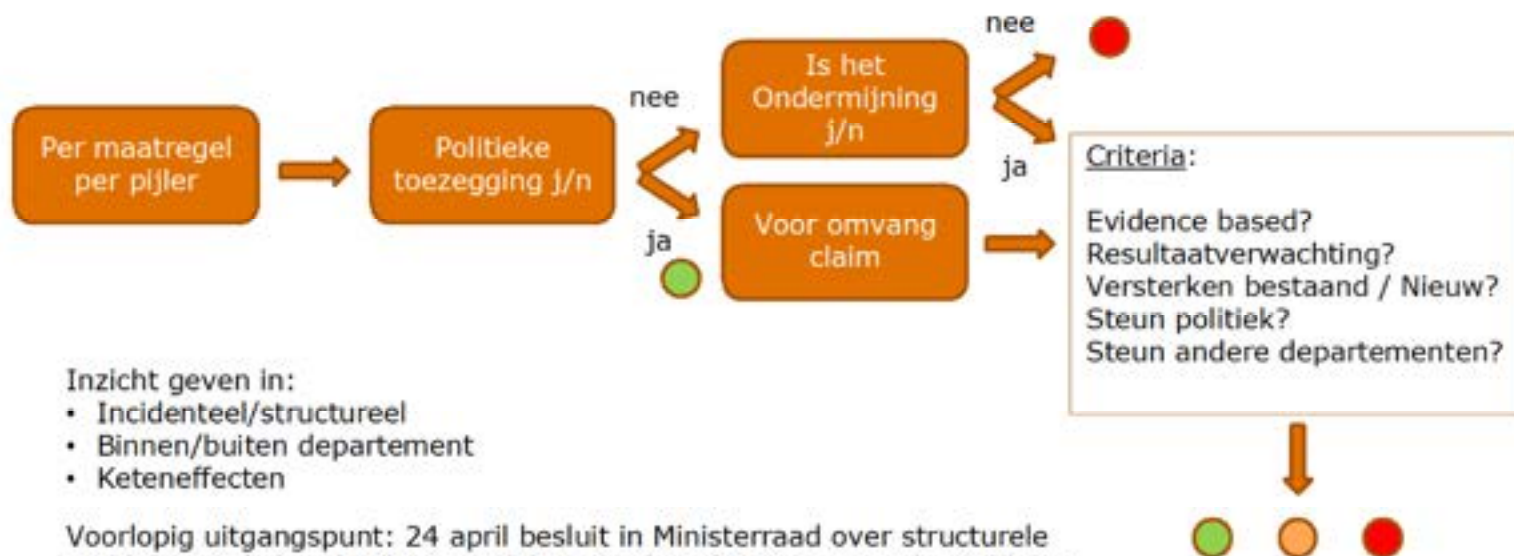 Per maatregel
per pijler
Politieke
toezegging j/n
nee
Is het
Ondermijning
j/n
nee
ja
ja
Voor omvang
claim
Criteria:
Evidence based?
Resultaatverwachting?
Versterken bestaand / Nieuw?
Steun politiek?
Steun andere departementen?
Inzicht geven in:
• Incidenteel/structureel
• Binnen/buiten departement
• Keteneffecten
Voorlopig uitgangspunt: 24 april besluit in Ministerraad over structurele